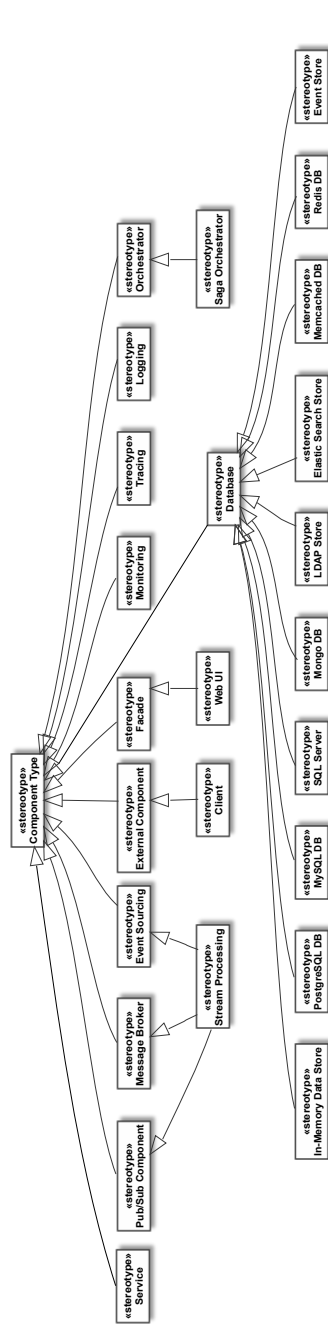 «stereotype»
Component Type
«stereotype»
Service
«stereotype»
Pub/Sub Component
«stereotype»
Message Broker
«stereotype»
Event Sourcing
«stereotype»
External Component
«stereotype»
Facade
«stereotype»
Monitoring
«stereotype»
Tracing
«stereotype»
Logging
«stereotype»
Orchestrator
«stereotype»
Stream Processing
«stereotype»
Client
«stereotype»
Web UI
«stereotype»
Database
«stereotype»
Saga Orchestrator
«stereotype»
In-Memory Data Store
«stereotype»
PostgreSQL DB
«stereotype»
MySQL DB
«stereotype»
SQL Server
«stereotype»
Mongo DB
«stereotype»
LDAP Store
«stereotype»
Elastic Search Store
«stereotype»
Memcached DB
«stereotype»
Redis DB
«stereotype»
Event Store